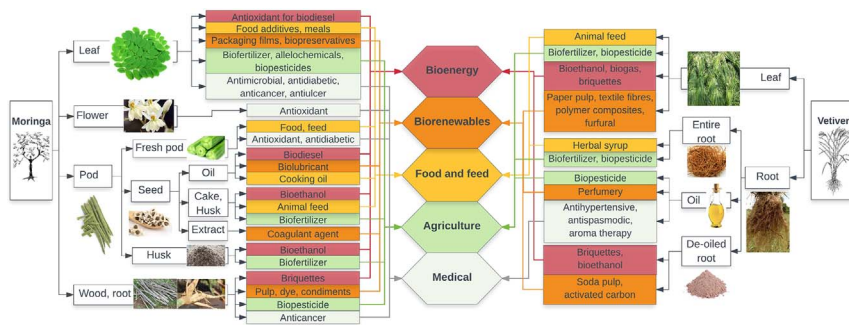 Moringa
Leaf
Antioxidant for biodiesel
Food additives, meals
Packaging films, biopreservatives
Biofertilizer, allelochemicals,
biopesticides
Antimicrobial, antidiabetic,
anticancer, antiulcer
Flower
Antioxidant
Pod
Fresh pod
Food, feed
Antioxidant, antidiabetic
Seed
Oil
Biodiesel
Biolubricant
Cooking oil
Cake,
Husk
Bioethanol
Animal feed
Biofertilizer
Extract
Coagulant agent
Husk
Bioethanol
Biofertilizer
Wood, root
Briquettes
Pulp, dye, condiments
Biopesticide
Anticancer
Bioenergy
Biorenewables
Food and feed
Agriculture
Medical
Animal feed
Biofertilizer, biopesticide
Bioethanol, biogas,
briquettes
Paper pulp, textile fibres,
polymer composites,
furfural
Leaf
Vetiver
Entire
root
Herbal syrup
Biofertilizer, biopesticide
Root
Biopesticide
Perfumery
Antihypertensive,
antispasmodic,
aroma therapy
Oil
De-oiled
root
Briquettes,
bioethanol
Soda pulp,
activated carbon